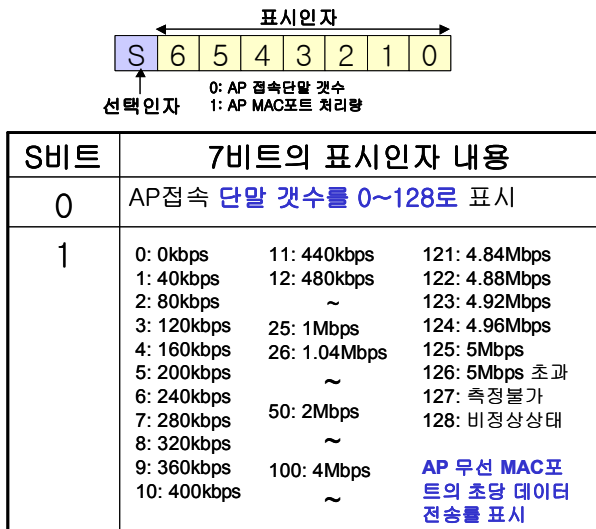 표시인자
S 6 5 4 3 2 1 0
선택인자
0: AP 접속단말 갯수
1: AP MAC포트 처리량
S비트
7비트의 표시인자 내용
0
AP접속 단말 갯수를 0~128로 표시
1
0: 0kbps
1: 40kbps
2: 80kbps
3: 120kbps
4: 160kbps
5: 200kbps
6: 240kbps
7: 280kbps
8: 320kbps
9: 360kbps
10: 400kbps
11: 440kbps
12: 480kbps
~
25: 1Mbps
26: 1.04Mbps
~
50: 2Mbps
~
100: 4Mbps
~
121: 4.84Mbps
122: 4.88Mbps
123: 4.92Mbps
124: 4.96Mbps
125: 5Mbps
126: 5Mbps 초과
127: 측정불가
128: 비정상상태
AP 무선 MAC포
트의 초당 데이터
전송률 표시